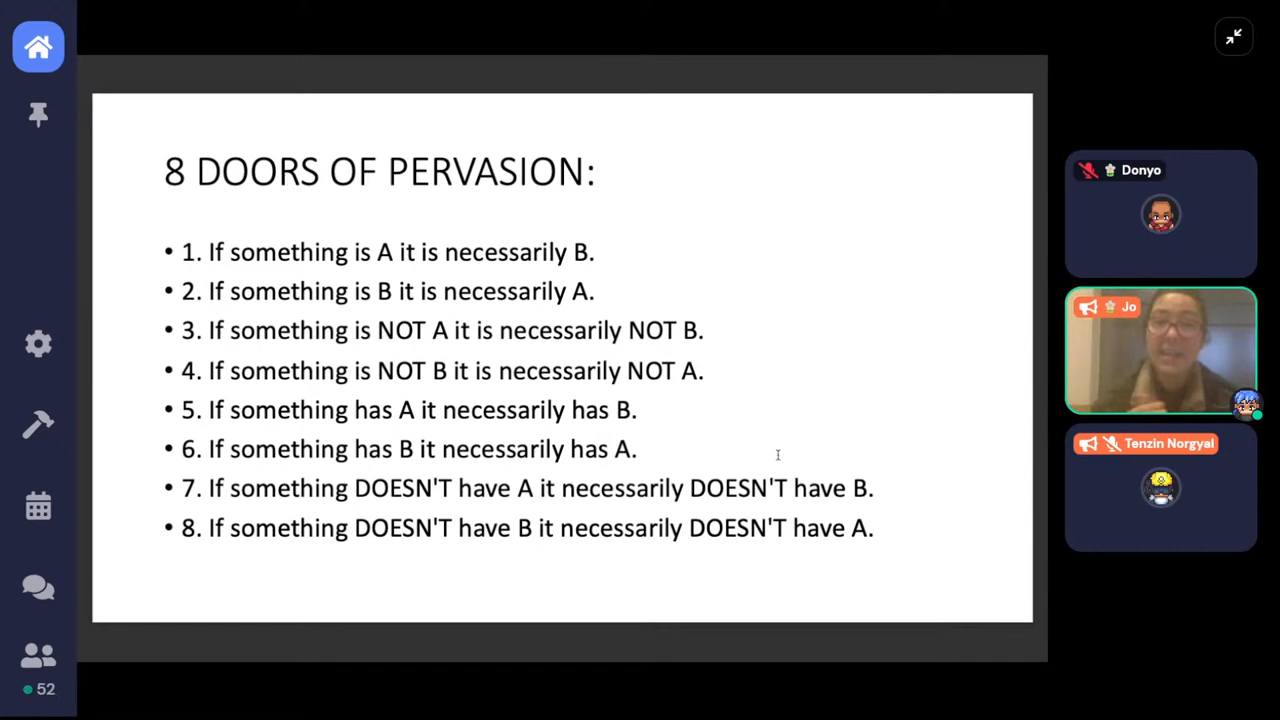 8 DOORS OF PERVASION:
• 1. If something is A it is necessarily B.
• 2. If something is B it is necessarily A.
• 3. If something is NOT A it is necessarily NOT B.
• 4. If something is NOT B it is necessarily NOT A.
• 5. If something has A it necessarily has B.
• 6. If something has B it necessarily has A.
• 7. If something DOESN'T have A it necessarily DOESN'T have B.
• 8. If something DOESN'T have B it necessarily DOESN'T have A.
Donyo
Jo
Tenzin Norgyal
52